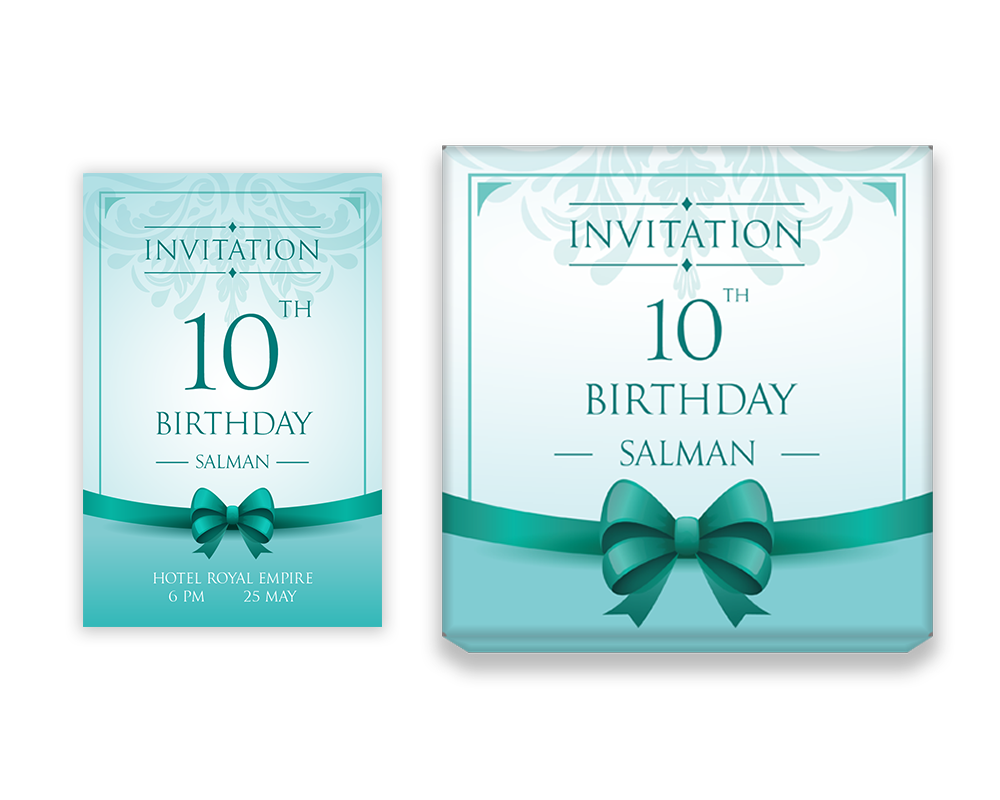 INVITATION
10TH
BIRTHDAY
SALMAN
HOTEL ROYAL EMPIRE
6 PM 25 MAY
INVITATION
10TH
BIRTHDAY
SALMAN